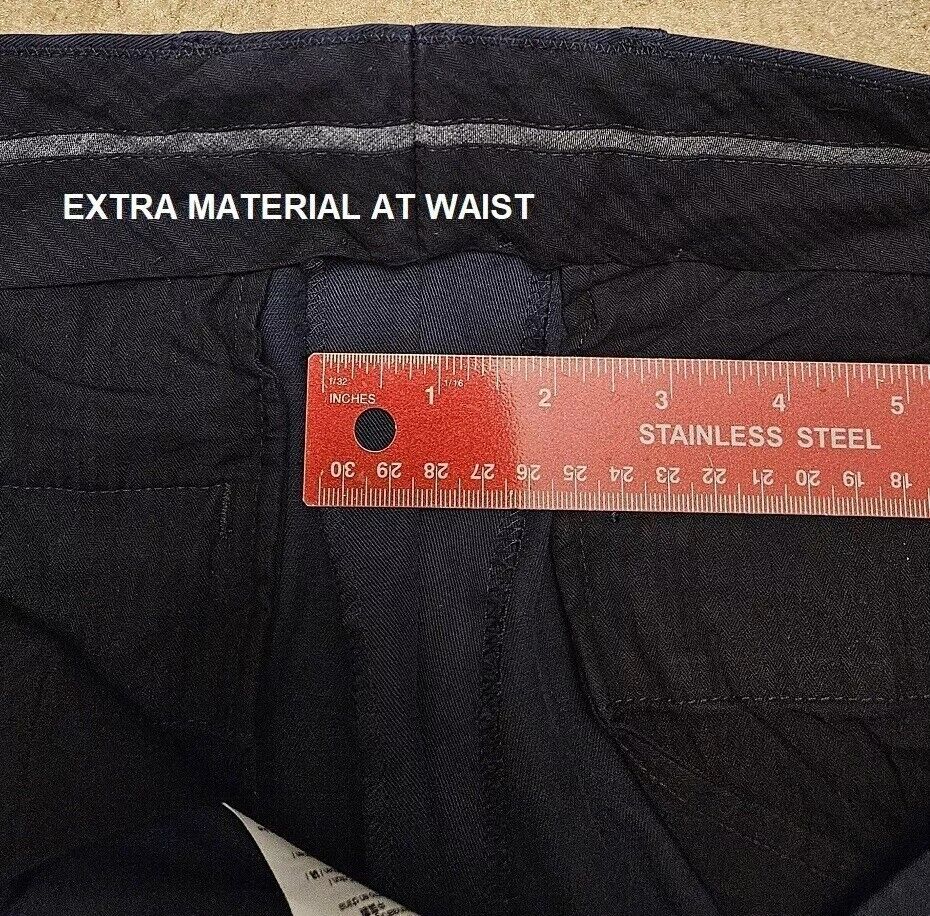 EXTRA MATERIAL AT WAIST
1/32
INCHES
1
1/16
2
3
4
5
STAINLESS STEEL
30 29 28 27 26 25 24 23 22 21 20 19 18